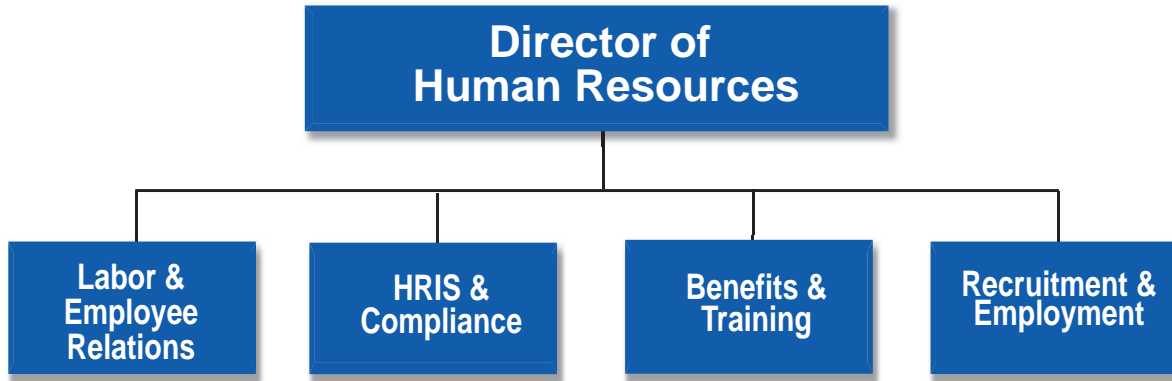 Director of
Human Resources
Labor &
Employee
Relations
HRIS &
Compliance
Benefits &
Training
Recruitment &
Employment